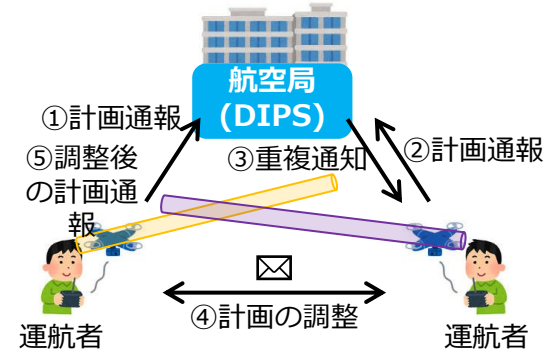 航空局
(DIPS)
①計画通報
②計画通報
⑤調整後
の計画通
報
③重複通知
④計画の調整
運航者
運航者